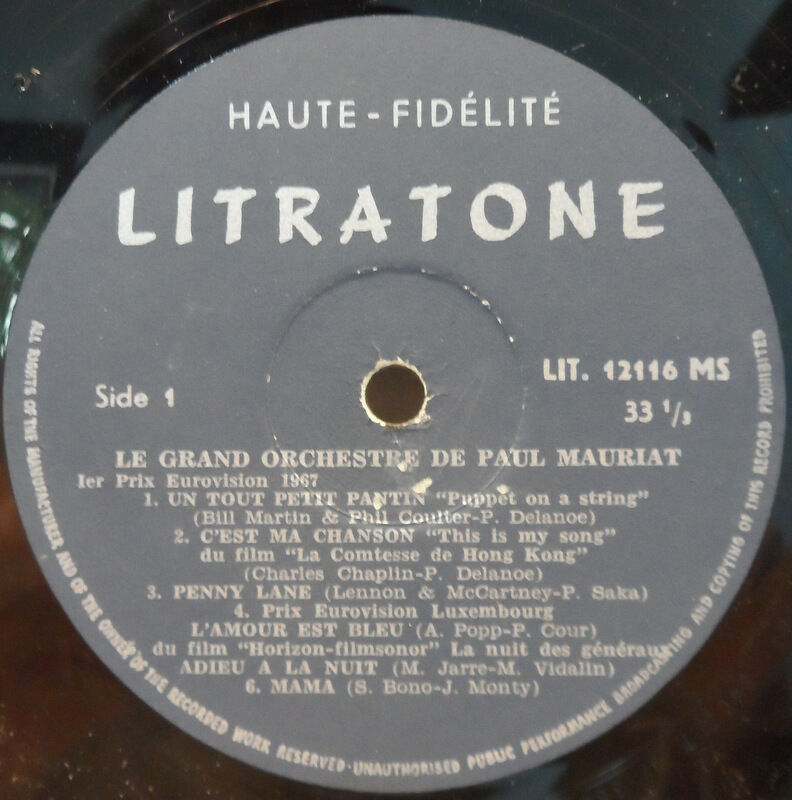 HAUTE-FIDÉLITÉ
LITRATONE
Side 1
LIT. 12116 MS
33 1/3
LE GRAND ORCHESTRE DE PAUL MAURIAT
Ier Prix Eurovision 1967
1. UN TOUT PETIT PANTIN "Puppet on a string"
(Bill Martin & Phil Coulter-P. Delanoe)
2. C'EST MA CHANSON "This is my song"
du film "La Comtesse de Hong Kong"
(Charles Chaplin-P. Delanoe)
3. PENNY LANE (Lennon & McCartney-P. Saka)
4. Prix Eurovision Luxembourg
L'AMOUR EST BLEU (A. Popp-P. Cour)
du film "Horizon-filmsonor" La nuit des généraux
ADIEU A LA NUIT (M. Jarre-M. Vidalin)
6. MAMA (S. Bono-J. Monty)
ALL RIGHTS OF THE MANUFACTURER AND OF THE OWNER OF THE RECORDED WORK RESERVED·UNAUTHORISED PUBLIC PERFORMANCE BROADCASTING AND COPYING OF THIS RECORD PROHIBITED